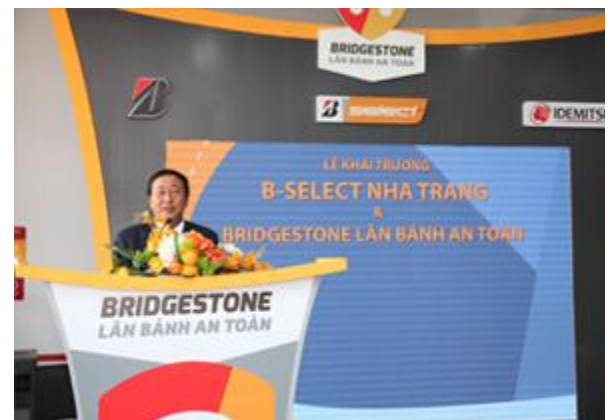 BRIDGESTONE
LĂN BÁNH AN TOÀN
B SELECT
IDEMITSU
LỄ KHAI TRƯƠNG
B-SELECT NHA TRANG
&
BRIDGESTONE LĂN BÁNH AN TOÀN
BRIDGESTONE
LĂN BÁNH AN TOÀN